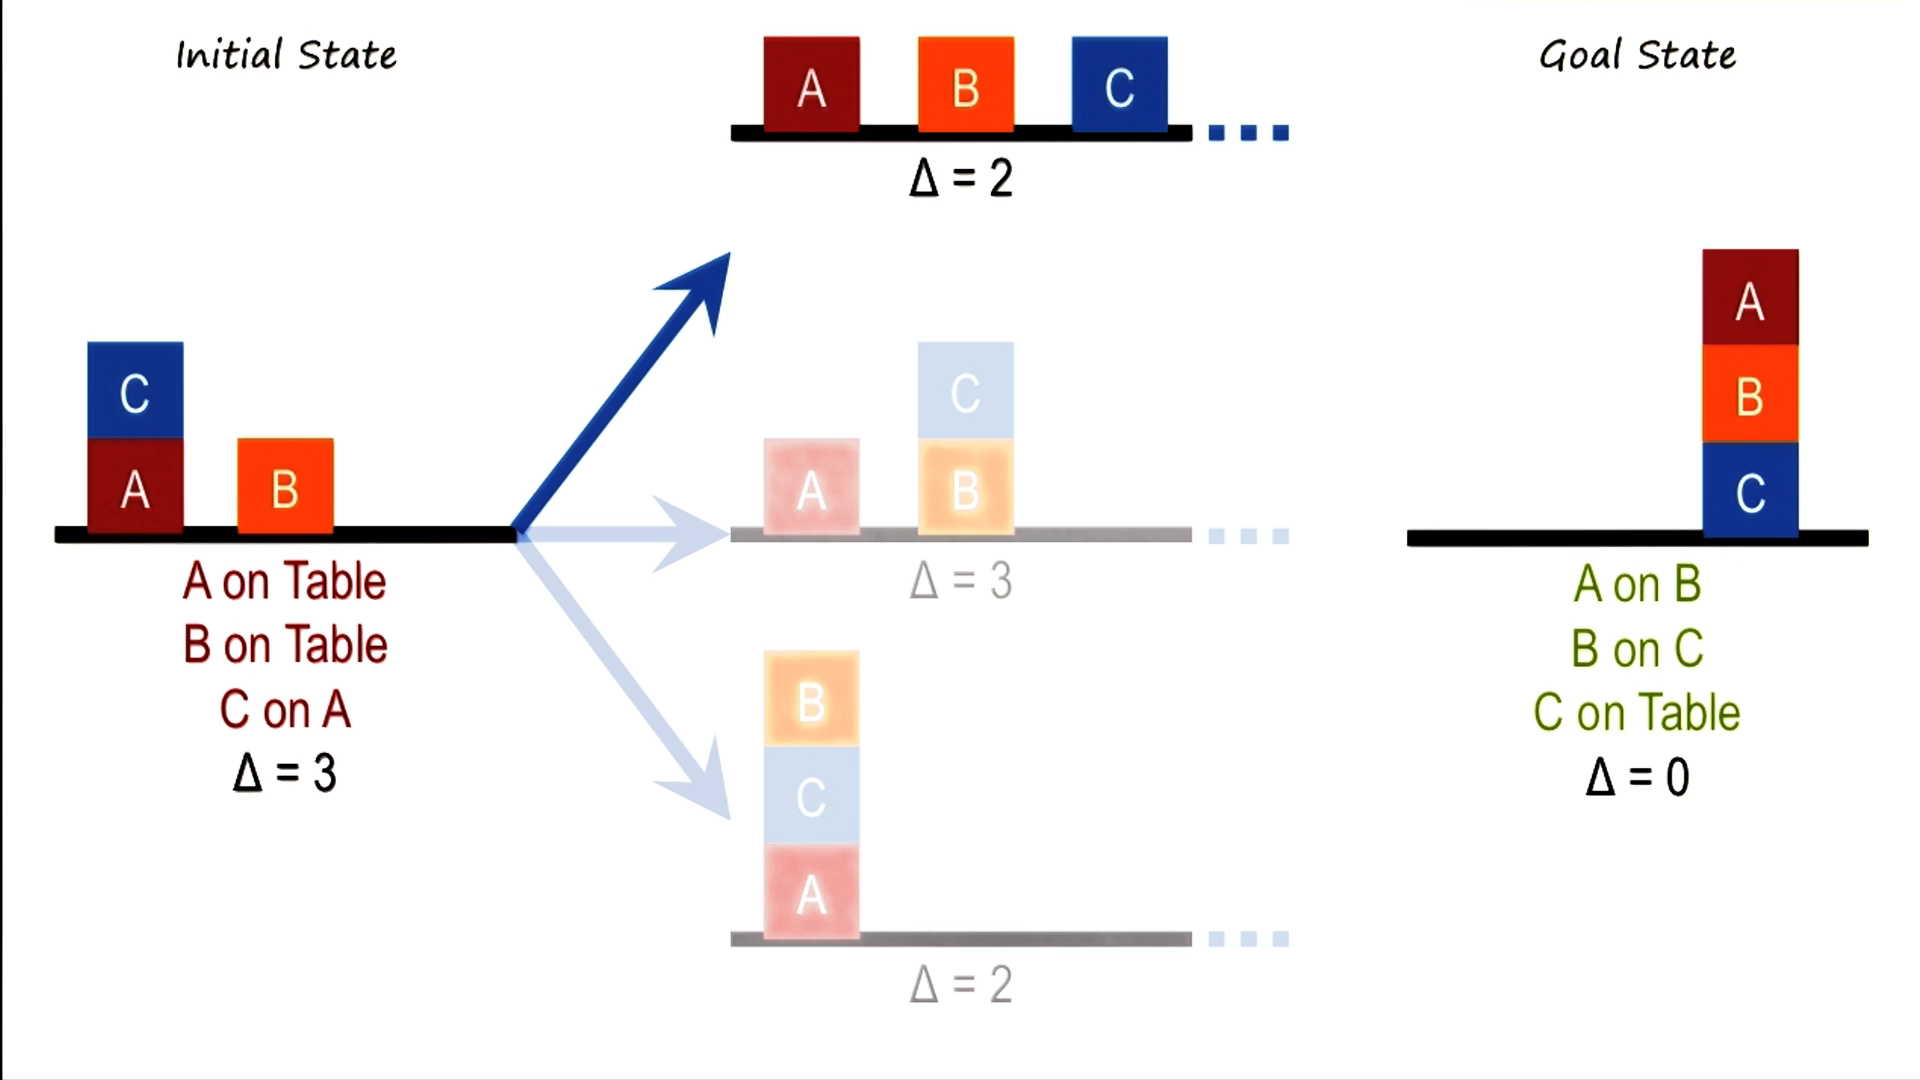 Initial State
A B C
Δ = 2
Goal State
C
A B
A on Table
B on Table
C on A
Δ = 3
C
A B
Δ = 3
B
C
A
Δ = 2
A
B
C
A on B
B on C
C on Table
Δ = 0